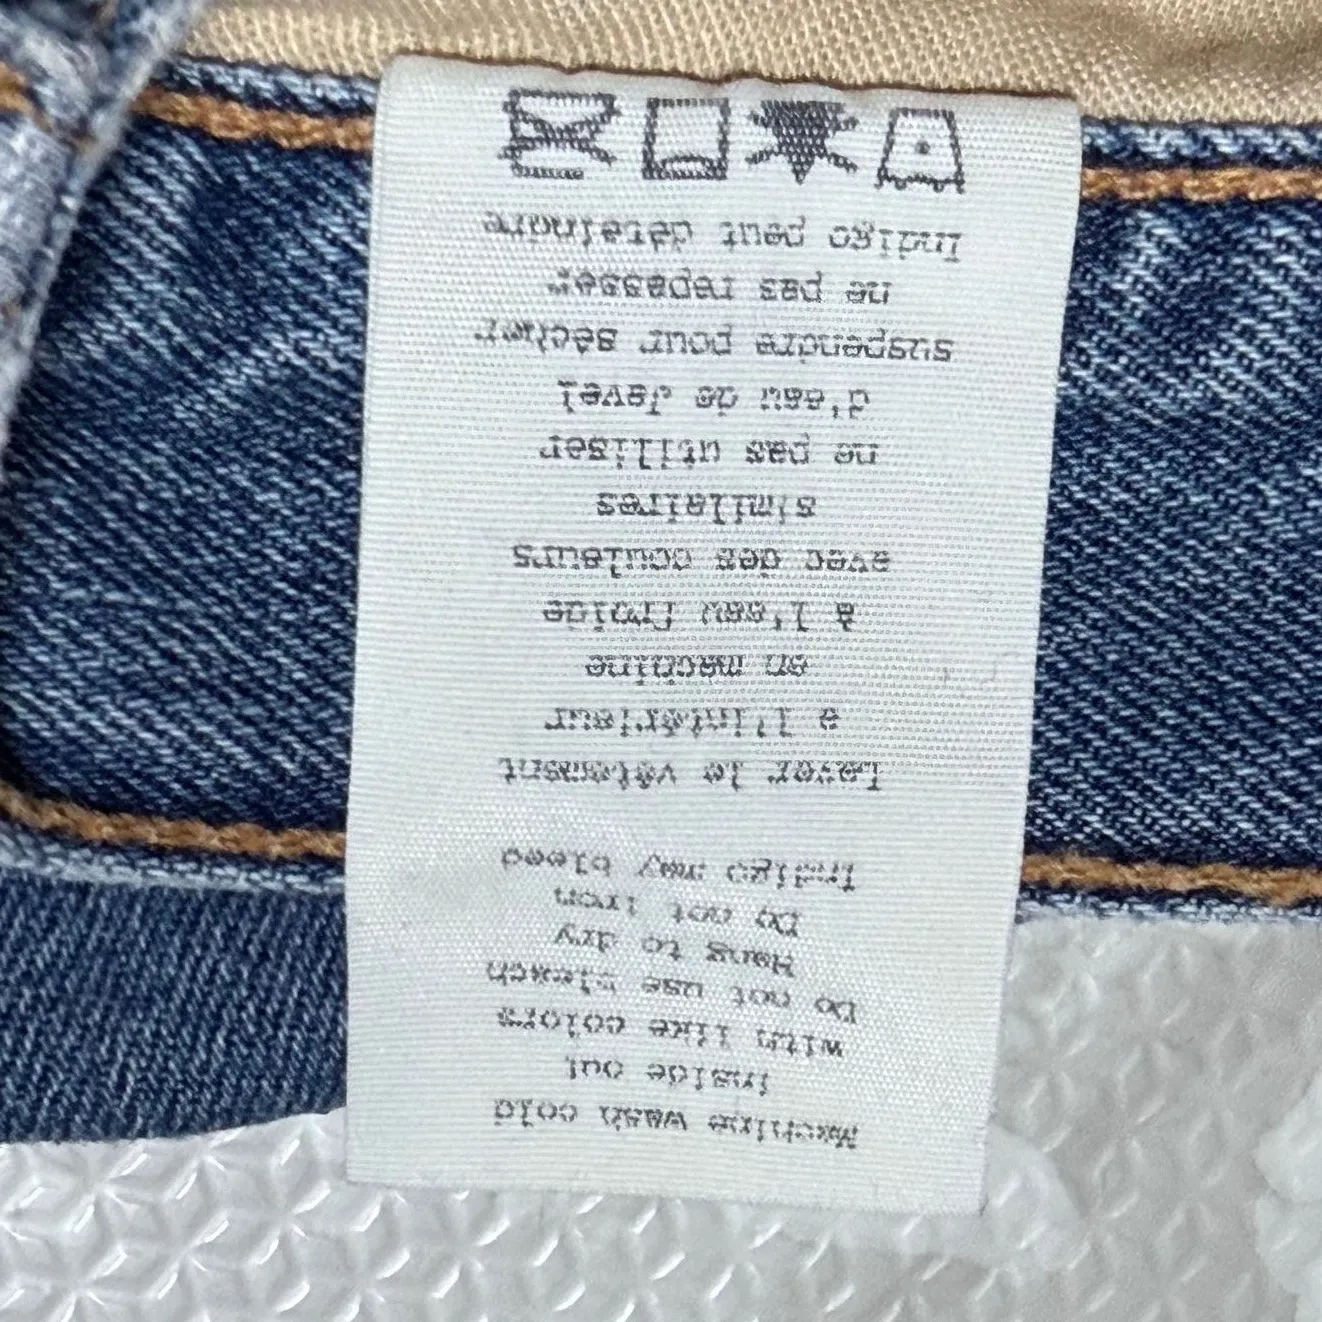 Machine wash cold
inside out
with like colors
Do not use bleach
Hang to dry
Do not iron
Indigo may bleed
Laver le vêtement
a l'intérieur
en machine
à l'eau froide
avec des couleurs
similaires
ne pas utiliser
d'eau de Javel
suspendre pour sécher
ne pas repasser
Indigo peut deteindre